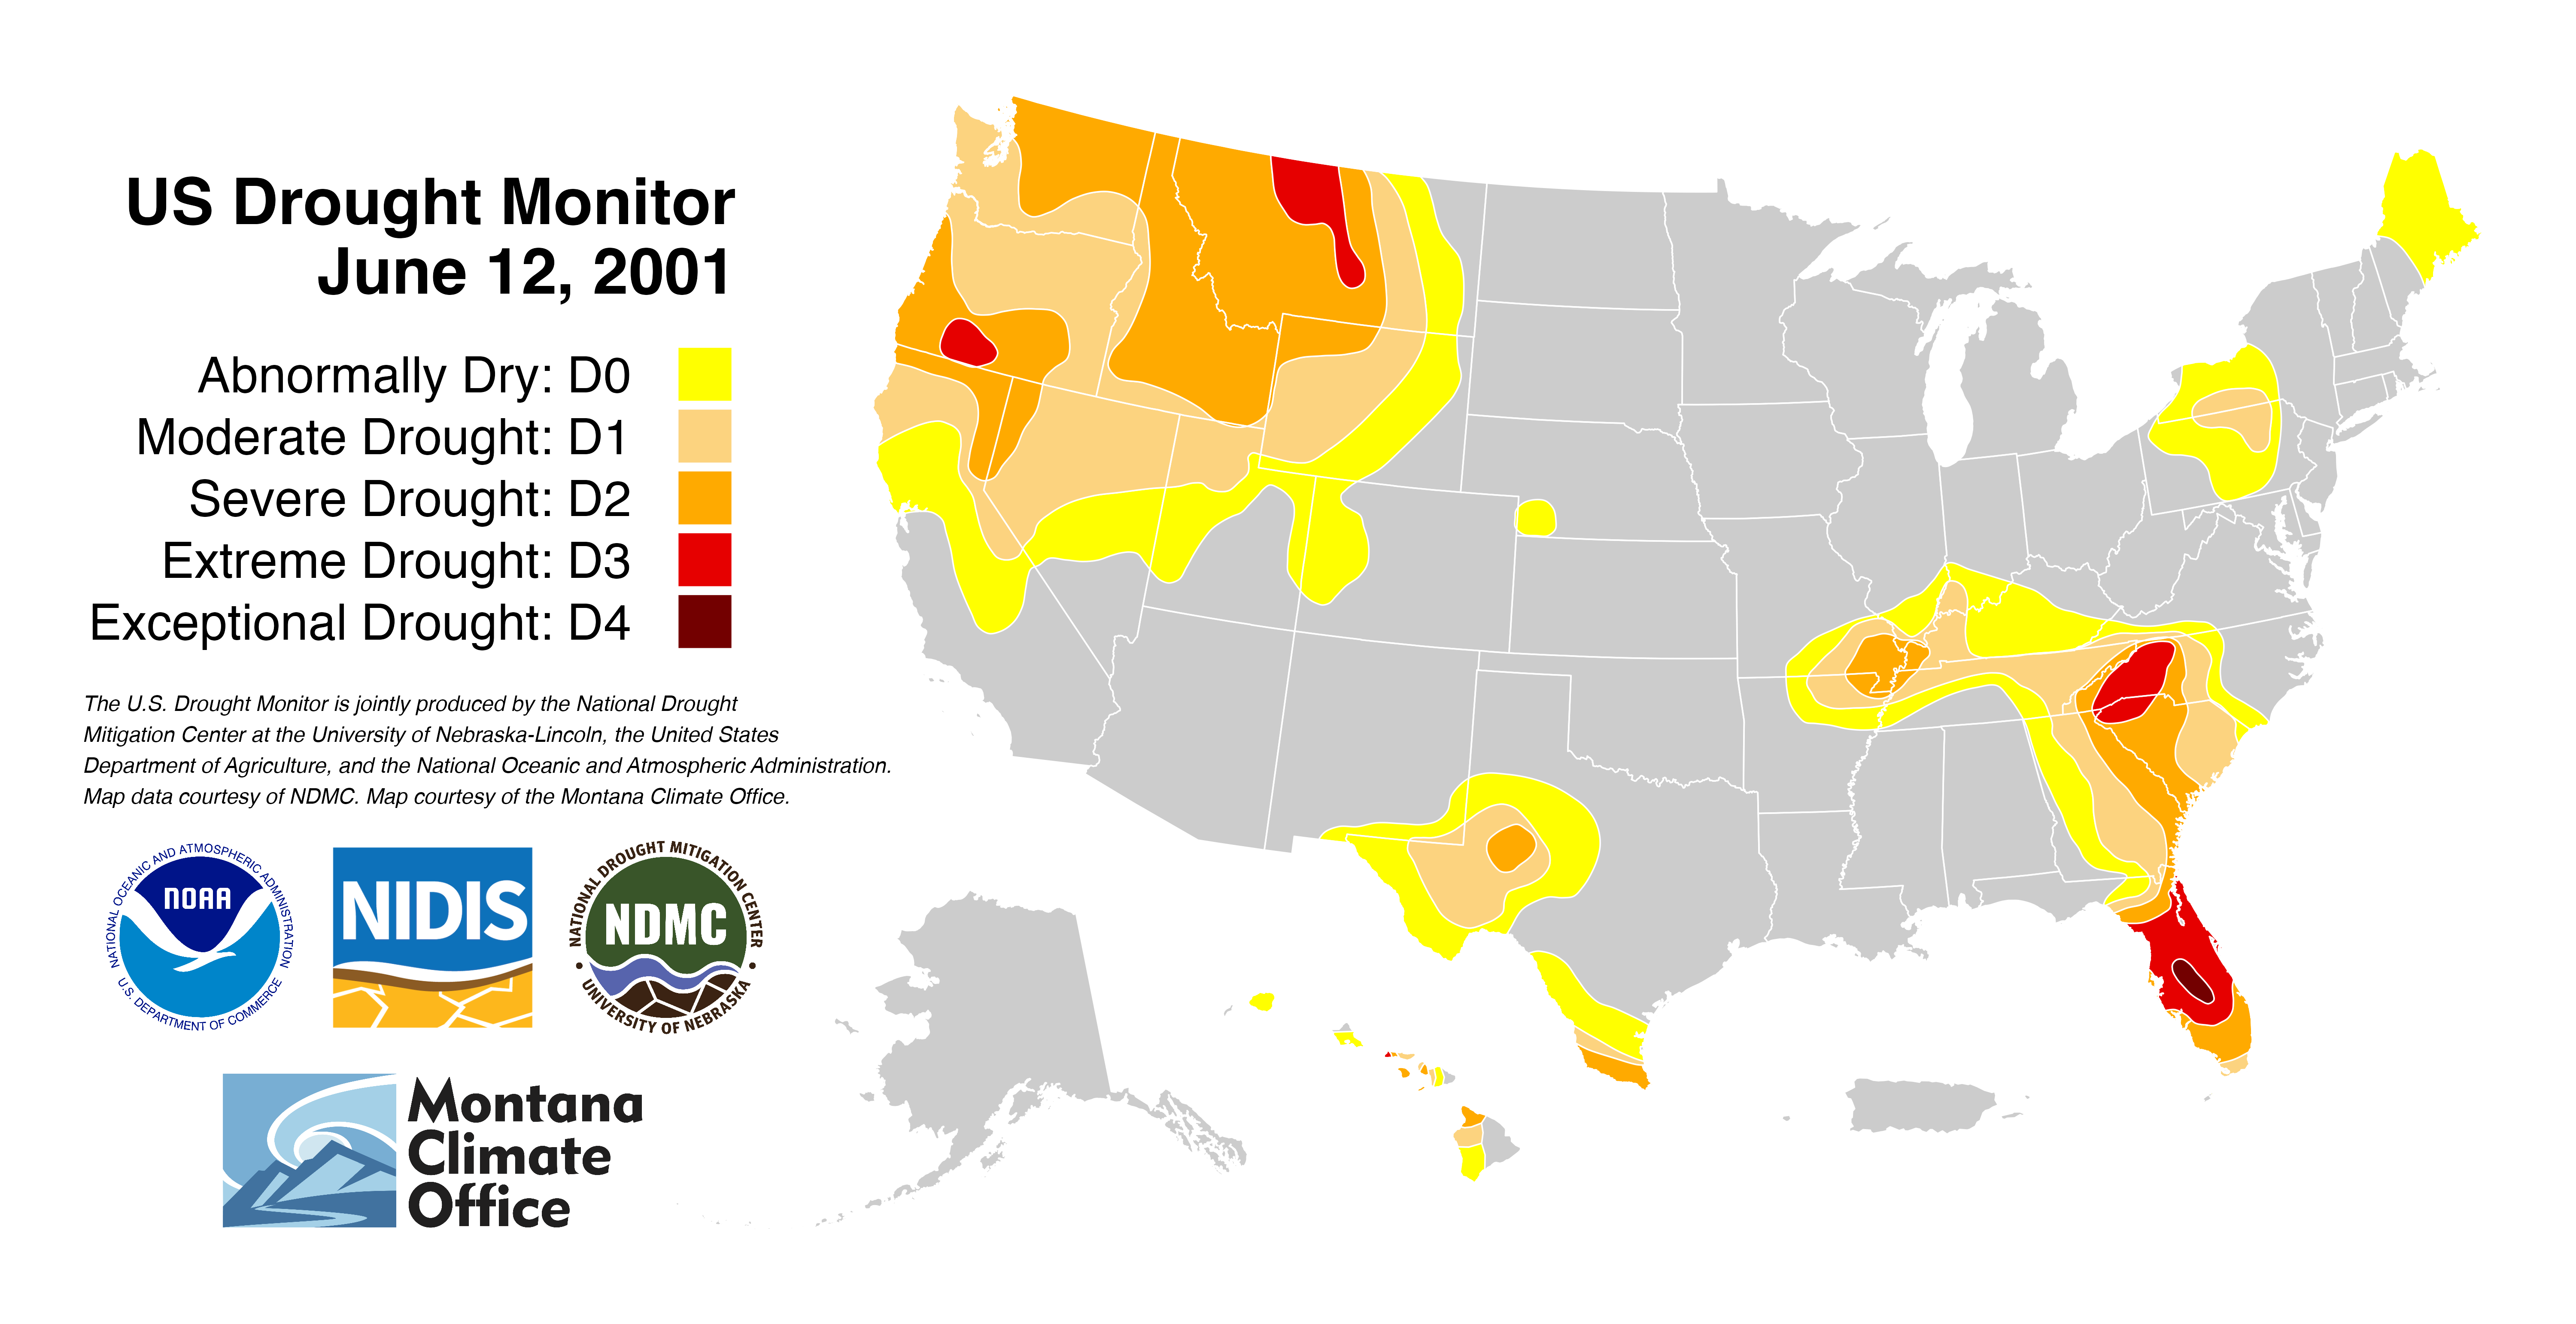 US Drought Monitor
June 12, 2001
Abnormally Dry: D0
Moderate Drought: D1
Severe Drought: D2
Extreme Drought: D3
Exceptional Drought: D4
The U.S. Drought Monitor is jointly produced by the National Drought
Mitigation Center at the University of Nebraska-Lincoln, the United States
Department of Agriculture, and the National Oceanic and Atmospheric Administration.
Map data courtesy of NDMC. Map courtesy of the Montana Climate Office.
NATIONAL OCEANIC AND ATMOSPHERIC ADMINISTRATION
NOAA
U.S. DEPARTMENT OF COMMERCE
NIDIS
NATIONAL DROUGHT MITIGATION CENTER
NDMC
UNIVERSITY OF NEBRASKA
Montana
Climate
Office